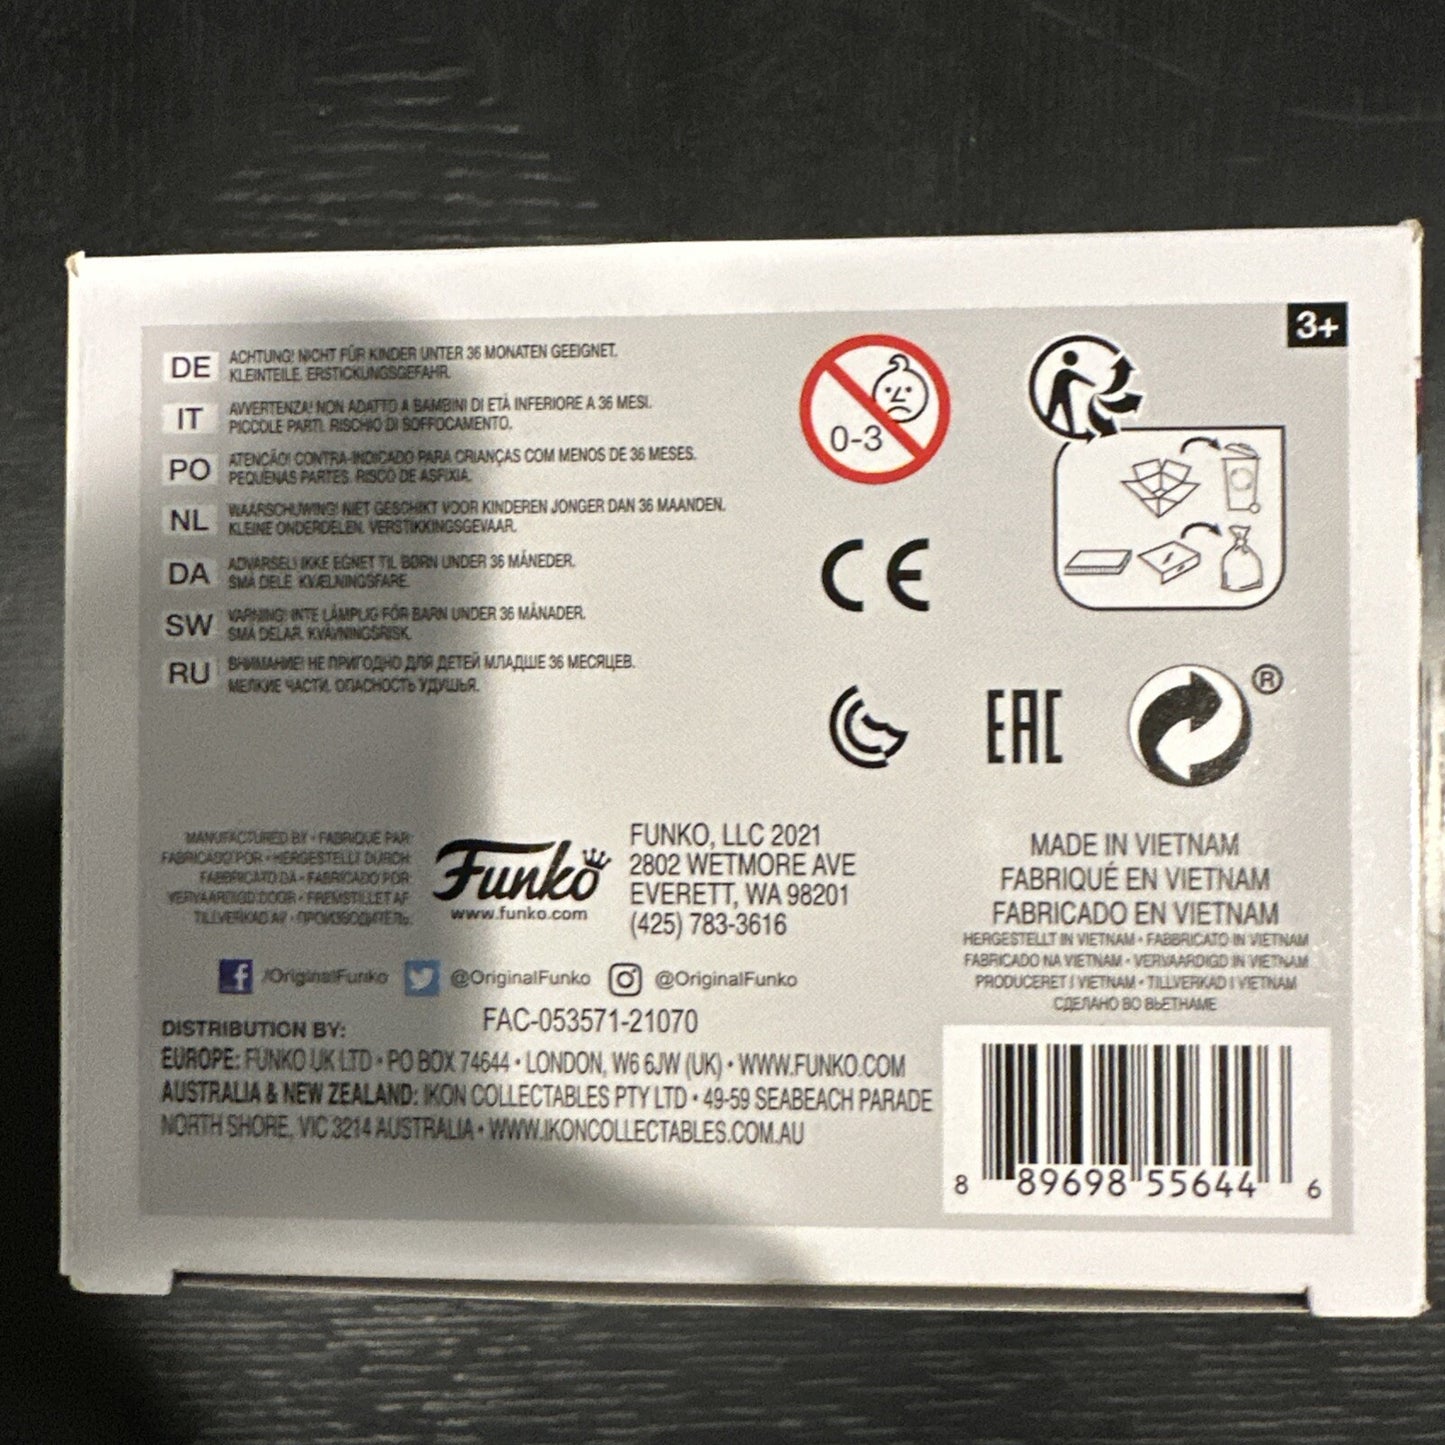 3+
DE ACHTUNG! NICHT FÜR KINDER UNTER 36 MONATEN GEEIGNET.
KLEINTEILE. ERSTICKUNGSGEFAHR.
IT AVVERTENZA! NON ADATTO A BAMBINI DI ETÀ INFERIORE A 36 MESI.
PICCOLE PARTI. RISCHIO DI SOFFOCAMENTO.
PO ATENCÃO! CONTRA-INDICADO PARA CRIANÇAS COM MENOS DE 36 MESES.
PEQUENAS PARTES. RISCO DE ASFIXIA.
NL WAARSCHUWING! NIET GESCHIKT VOOR KINDEREN JONGER DAN 36 MAANDEN.
KLEINE ONDERDELEN. VERSTIKKINGSGEVAAR.
DA ADVARSEL! IKKE EGNET TIL BØRN UNDER 36 MÅNEDER.
SMÅ DELE. KVÆLNINGSFARE.
SW VARNING! INTE LÄMPLIG FÖR BARN UNDER 36 MÅNADER.
SMÅ DELAR. KVÄVNINGSRISK.
RU ВНИМАНИЕ! НЕ ПРИГОДНО ДЛЯ ДЕТЕЙ МЛАДШЕ 36 МЕСЯЦЕВ.
МЕЛКИЕ ЧАСТИ. ОПАСНОСТЬ УДУШЬЯ.
0-3
CE
EAC
®
MANUFACTURED BY • FABRIQUÉ PAR:
FABRICADO POR • HERGESTELLT DURCH:
FABBRICATO DA • FABRICADO POR:
VERVAARDIGD DOOR • FREMSTILLET AF:
TILLVERKAD AV • ПРОИЗВОДИТЕЛЬ:
Funko
www.funko.com
FUNKO, LLC 2021
2802 WETMORE AVE
EVERETT, WA 98201
(425) 783-3616
/OriginalFunko @OriginalFunko @OriginalFunko
FAC-053571-21070
DISTRIBUTION BY:
EUROPE: FUNKO UK LTD • PO BOX 74644 • LONDON, W6 6JW (UK) • WWW.FUNKO.COM
AUSTRALIA & NEW ZEALAND: IKON COLLECTABLES PTY LTD • 49-59 SEABEACH PARADE
NORTH SHORE, VIC 3214 AUSTRALIA • WWW.IKONCOLLECTABLES.COM.AU
MADE IN VIETNAM
FABRIQUÉ EN VIETNAM
FABRICADO EN VIETNAM
HERGESTELLT IN VIETNAM • FABBRICATO IN VIETNAM
FABRICADO NA VIETNAM • VERVAARDIGD IN VIETNAM
PRODUCERET I VIETNAM • TILLVERKAD I VIETNAM
СДЕЛАНО ВО ВЬЕТНАМЕ
8 89698 55644 6